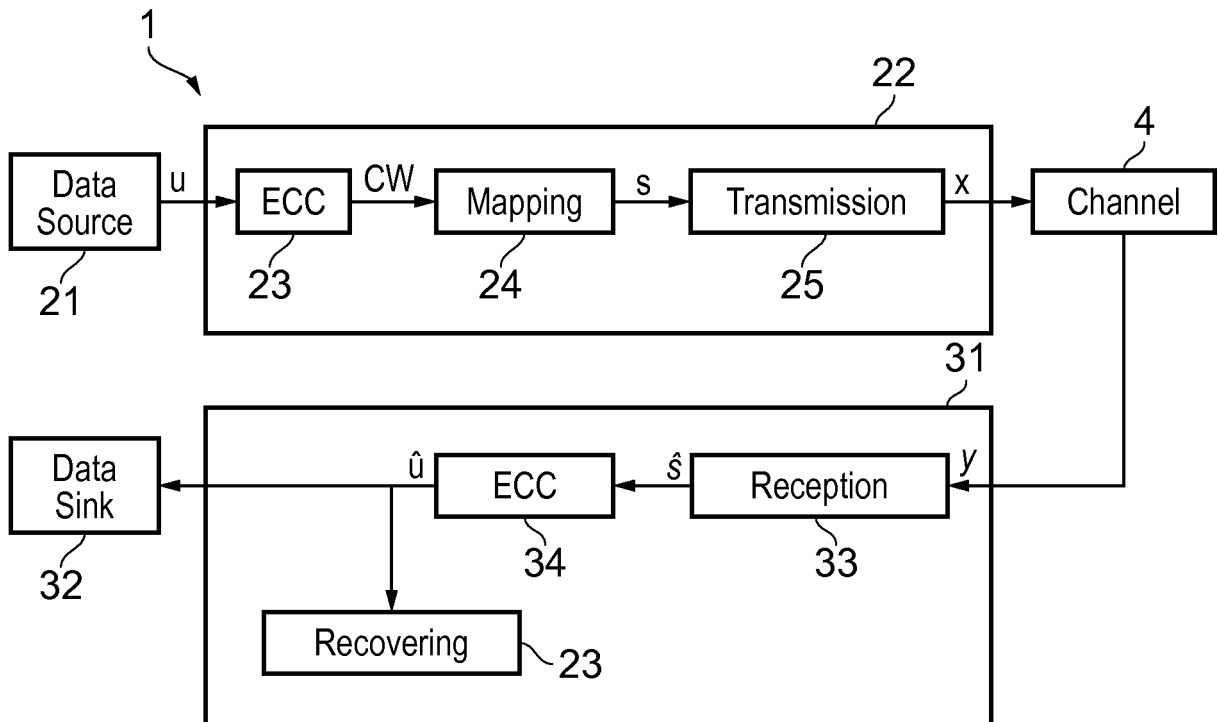 1
22
4
Data
Source
u
ECC
CW
Mapping
s
Transmission
x
Channel
21
23
24
25
31
Data
Sink
û
ECC
ŝ
Reception
y
32
34
33
Recovering
23